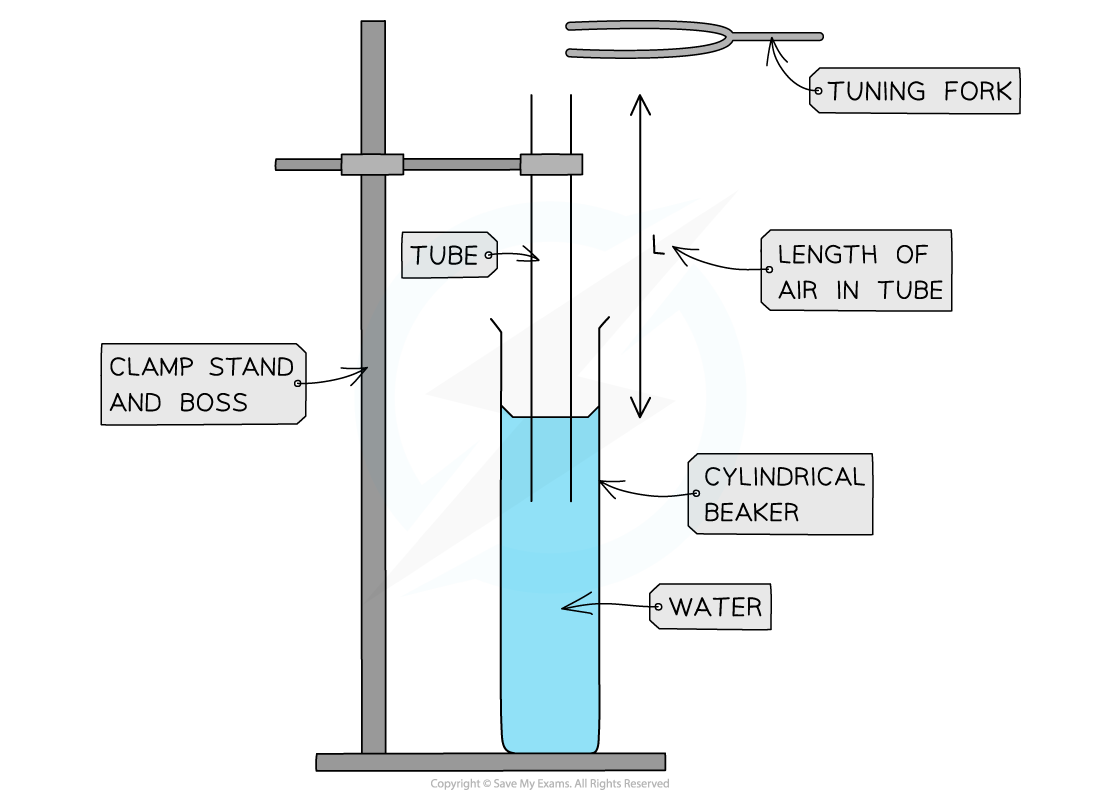 TUNING FORK
TUBE
L
LENGTH OF
AIR IN TUBE
CLAMP STAND
AND BOSS
CYLINDRICAL
BEAKER
WATER
Copyright © Save My Exams. All Rights Reserved